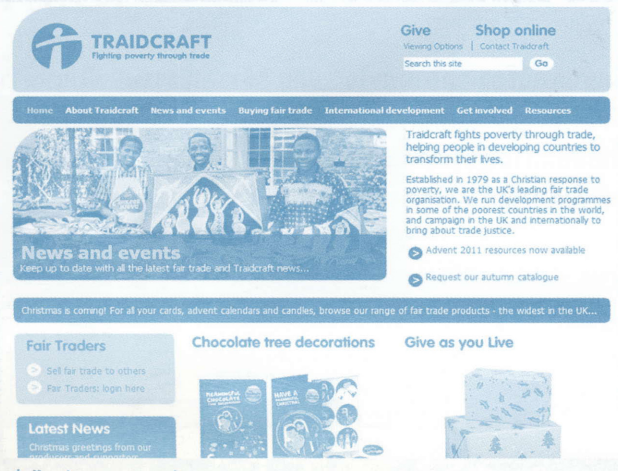 TRAIDCRAFT
Fighting poverty through trade
Give Shop online
Viewing Options | Contact Traidcraft
Search this site Go
Home About Traidcraft News and events Buying fair trade International development Get involved Resources
News and events
Keep up to date with all the latest fair trade and Traidcraft news...
Traidcraft fights poverty through trade,
helping people in developing countries to
transform their lives.
Established in 1979 as a Christian response to
poverty, we are the UK's leading fair trade
organisation. We run development programmes
in some of the poorest countries in the world,
and campaign in the UK and internationally to
bring about trade justice.
> Advent 2011 resources now available
> Request our autumn catalogue
Christmas is coming! For all your cards, advent calendars and candles, browse our range of fair trade products - the widest in the UK...
Fair Traders
> Sell fair trade to others
> Fair Traders: login here
Latest News
Christmas greetings from our
producers and
Chocolate tree decorations
MEANINGFUL
CHOCOLATE
HAVE A
CHRISTMAS
Give as you Live